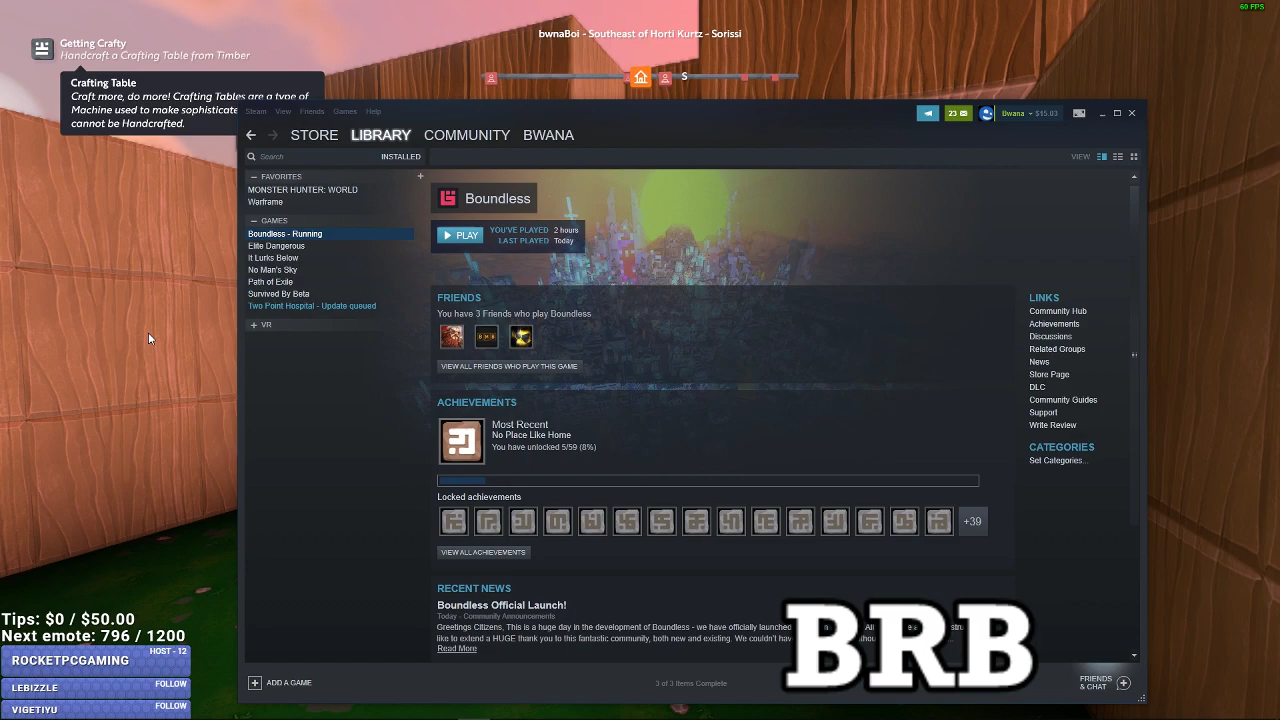 60 FPS
Getting Crafty
Handcraft a Crafting Table from Timber
bwnaBoi - Southeast of Horti Kurtz - Sorissi
S
Crafting Table
Craft more, do more! Crafting Tables are a type of
Machine used to make sophisticate
cannot be Handcrafted.
Steam View Friends Games Help
23
Bwana $15.03
STORE LIBRARY COMMUNITY BWANA
Search INSTALLED
VIEW
FAVORITES
MONSTER HUNTER: WORLD
Warframe
GAMES
Boundless - Running
Elite Dangerous
It Lurks Below
No Man's Sky
Path of Exile
Survived By Beta
Two Point Hospital - Update queued
VR
Boundless
PLAY
YOU'VE PLAYED 2 hours
LAST PLAYED Today
FRIENDS
You have 3 Friends who play Boundless
BMB
VIEW ALL FRIENDS WHO PLAY THIS GAME
ACHIEVEMENTS
Most Recent
No Place Like Home
You have unlocked 5/59 (8%)
Locked achievements
+39
VIEW ALL ACHIEVEMENTS
RECENT NEWS
Boundless Official Launch!
Today - Community Announcements
Greetings Citizens, This is a huge day in the development of Boundless - we have officially launched
like to extend a HUGE thank you to this fantastic community, both new and existing. We couldn't hav
Read More
LINKS
Community Hub
Achievements
Discussions
Related Groups
News
Store Page
DLC
Community Guides
Support
Write Review
CATEGORIES
Set Categories...
ADD A GAME
3 of 3 Items Complete
FRIENDS
& CHAT
BRB
Tips: $0 / $50.00
Next emote: 796 / 1200
HOST - 12
ROCKETPCGAMING
LEBIZZLE FOLLOW
VIGETIYU FOLLOW